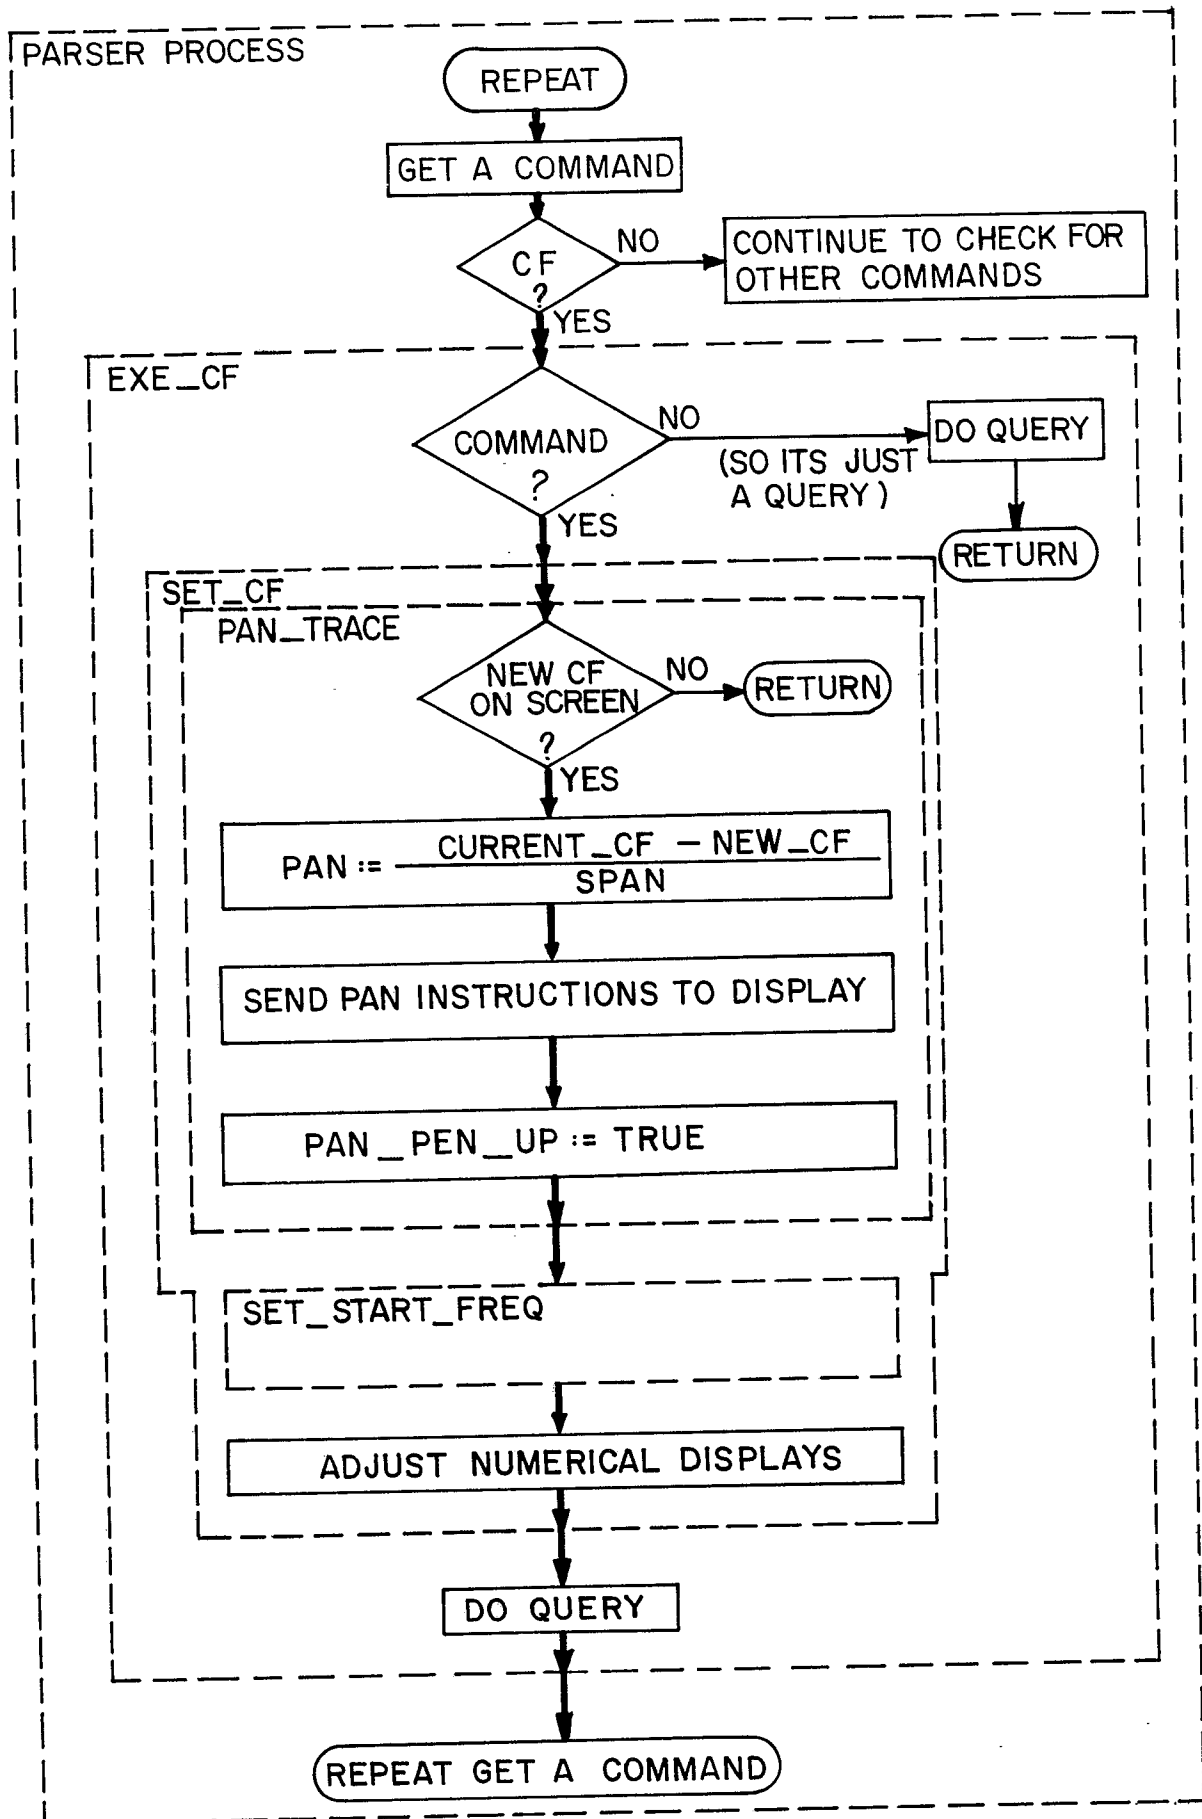 PARSER PROCESS
REPEAT
GET A COMMAND
CF
?
NO
CONTINUE TO CHECK FOR
OTHER COMMANDS
YES
EXE_CF
COMMAND
?
NO
(SO ITS JUST
A QUERY)
DO QUERY
RETURN
YES
SET_CF
PAN_TRACE
NEW CF
ON SCREEN
?
NO
RETURN
YES
PAN := CURRENT_CF - NEW_CF
SPAN
SEND PAN INSTRUCTIONS TO DISPLAY
PAN_PEN_UP := TRUE
SET_START_FREQ
ADJUST NUMERICAL DISPLAYS
DO QUERY
REPEAT GET A COMMAND